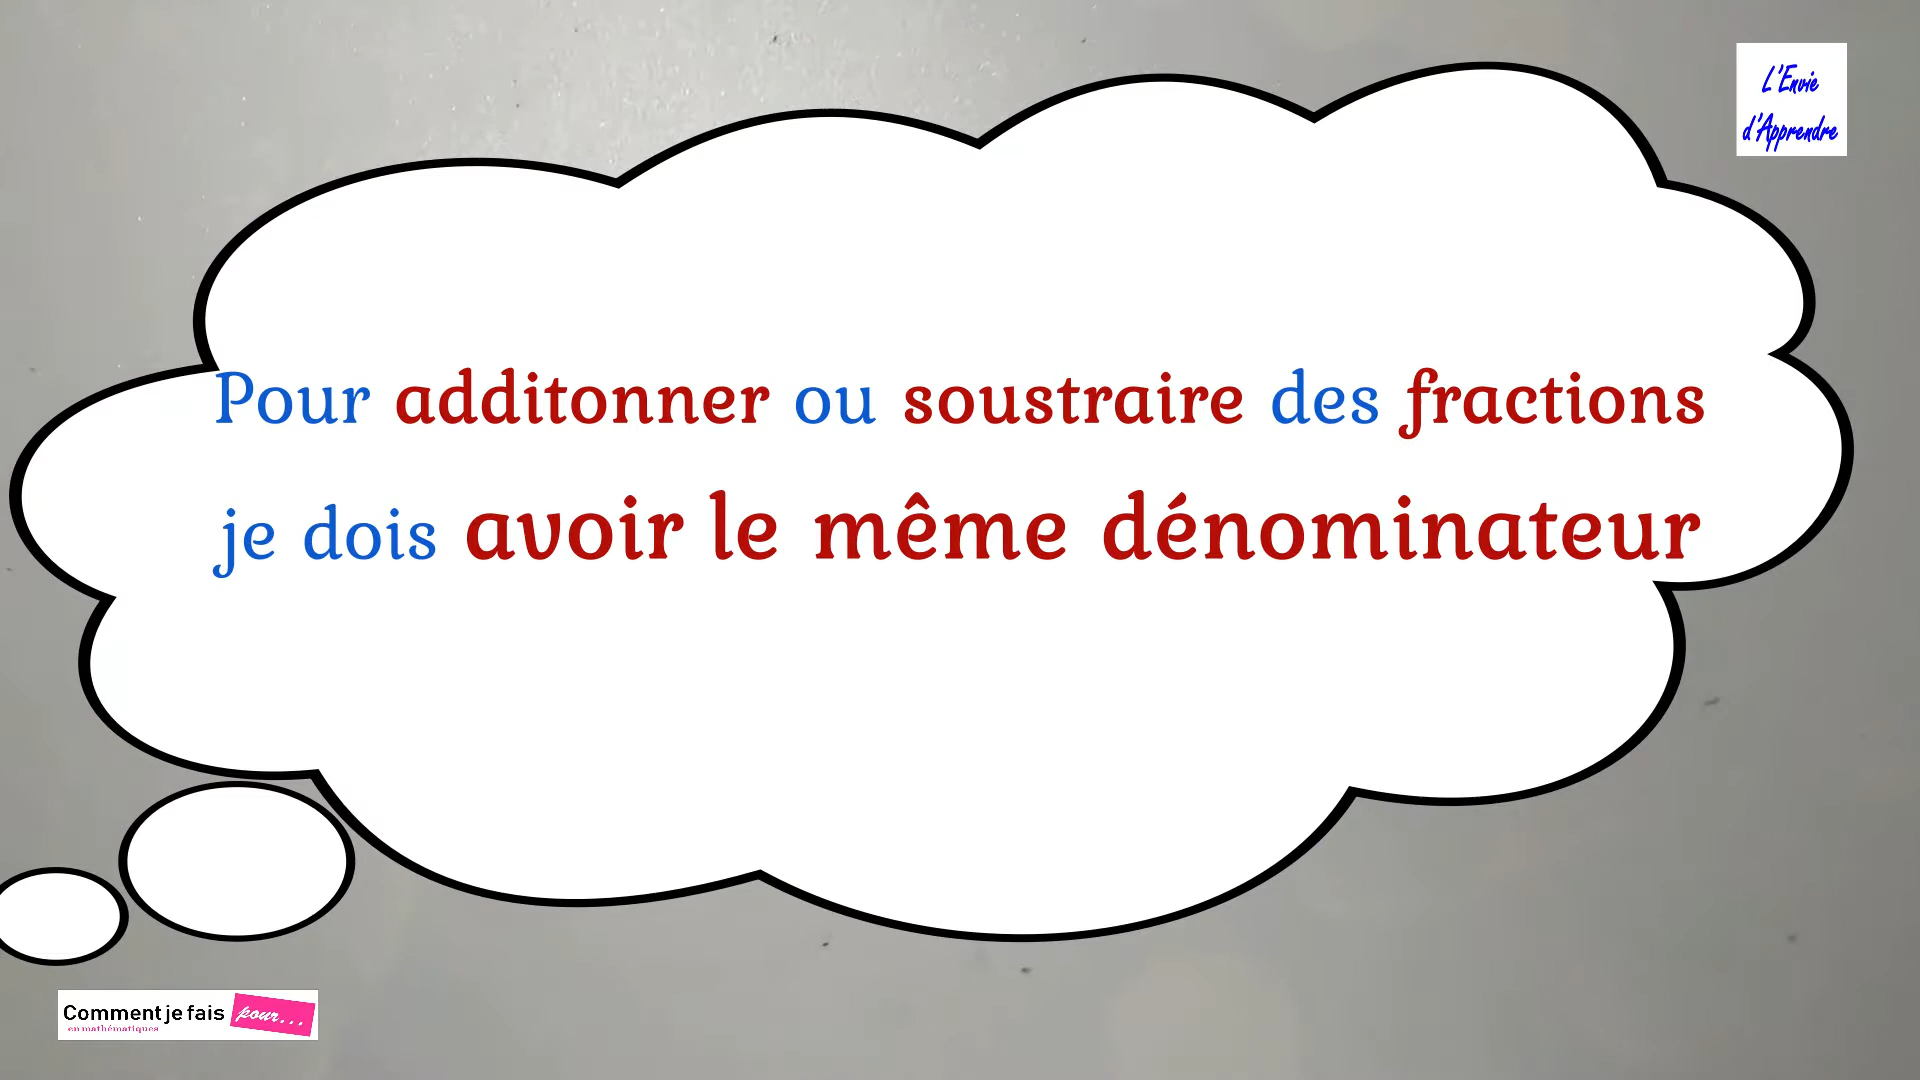 L'Envie
d'Apprendre
Pour additonner ou soustraire des fractions
je dois avoir le même dénominateur
Comment je fais pour...
en mathématiques